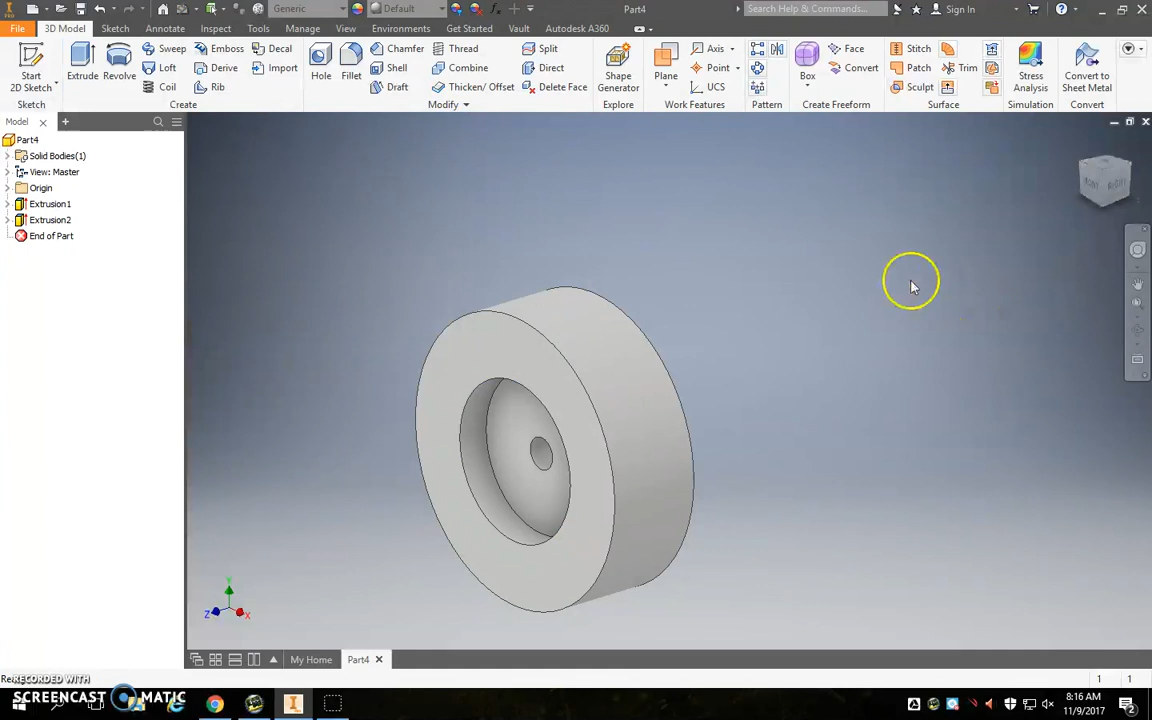 Generic Default Part4 Search Help & Commands... Sign In
File 3D Model Sketch Annotate Inspect Tools Manage View Environments Get Started Vault Autodesk A360
Start
2D Sketch
Sketch
Extrude Revolve
Sweep Emboss Decal
Loft Derive Import
Coil Rib
Create
Hole Fillet
Chamfer Thread Split
Shell Combine Direct
Draft Thicken/ Offset Delete Face
Modify
Shape
Generator
Explore
Plane
Axis
Point
UCS
Work Features
Pattern
Box
Face
Convert
Create Freeform
Stitch
Patch Trim
Sculpt
Surface
Stress
Analysis
Simulation
Convert to
Sheet Metal
Convert
Model
Part4
Solid Bodies(1)
View: Master
Origin
Extrusion1
Extrusion2
End of Part
Y
Z X
My Home Part4
1 1
RECORDED WITH
SCREENCAST MATIC
8:16 AM
11/9/2017
2